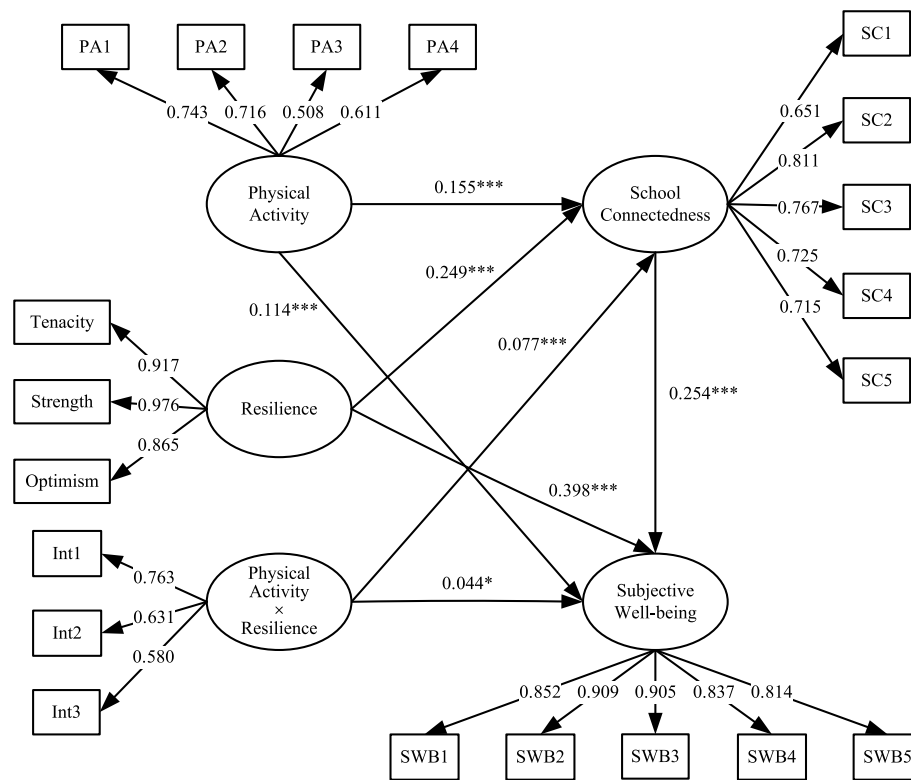 PA1
PA2
PA3
PA4
0.743
0.716
0.508
0.611
Physical
Activity
SC1
SC2
SC3
SC4
SC5
0.651
0.811
0.767
0.725
0.715
School
Connectedness
0.155***
0.249***
0.114***
0.077***
0.254***
0.398***
0.044*
Tenacity
Strength
Optimism
0.917
0.976
0.865
Resilience
Int1
Int2
Int3
0.763
0.631
0.580
Physical
Activity
×
Resilience
Subjective
Well-being
0.852
0.909
0.905
0.837
0.814
SWB1
SWB2
SWB3
SWB4
SWB5